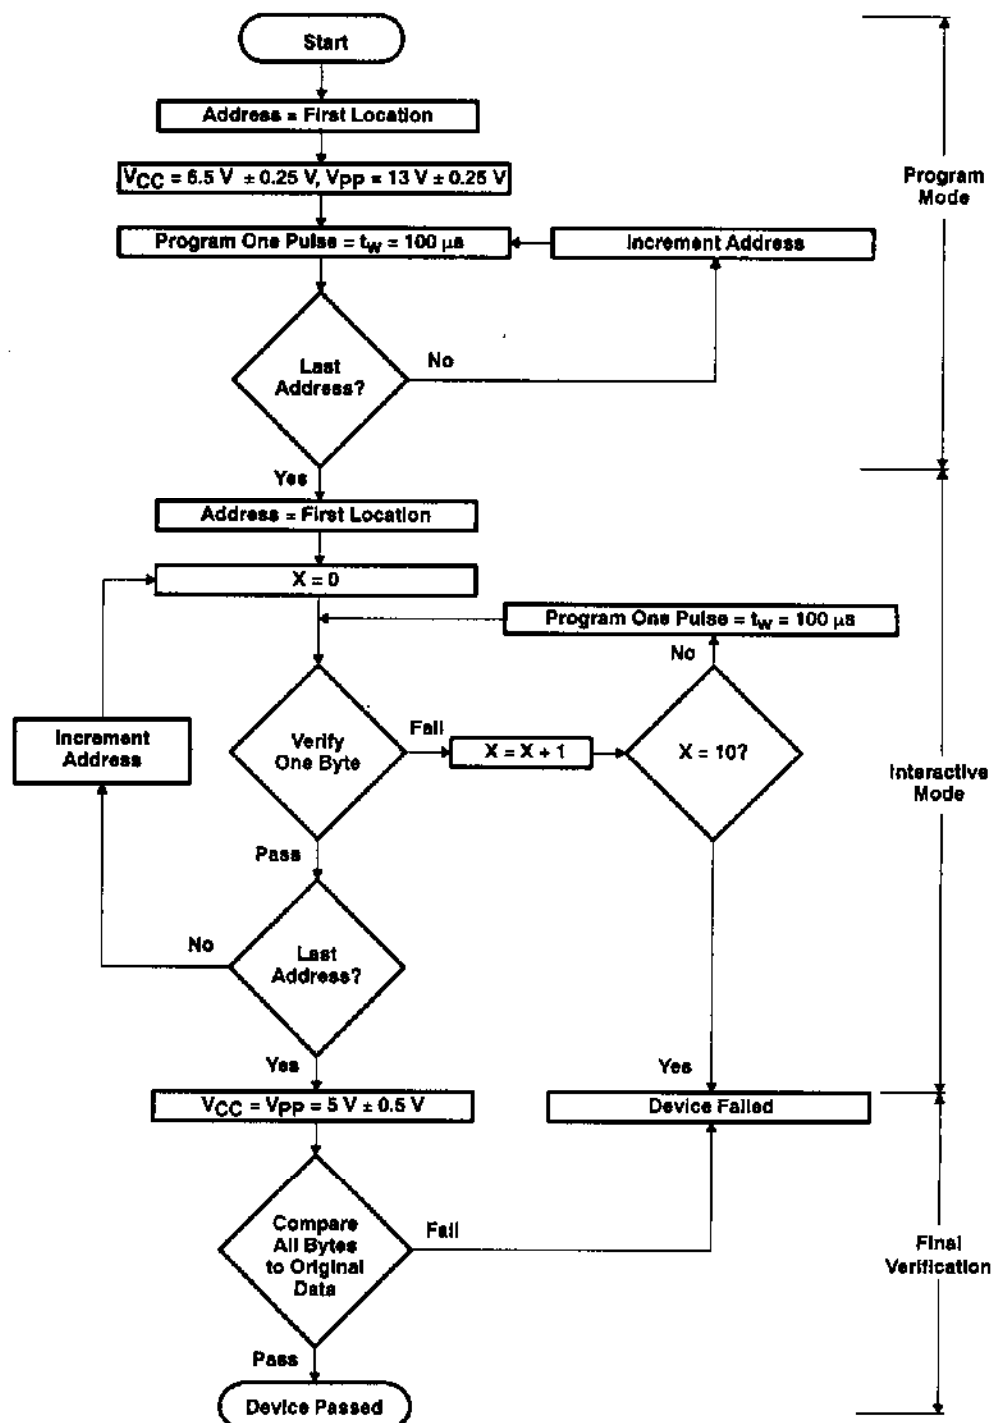 Start
Address = First Location
VCC = 6.5 V ± 0.25 V, VPP = 13 V ± 0.25 V
Program
Mode
Program One Pulse = tw = 100 μs
Increment Address
Last
Address?
No
Yes
Address = First Location
X = 0
Program One Pulse = tw = 100 μs
No
Increment
Address
Verify
One Byte
Fail
X = X + 1
X = 10?
Interactive
Mode
Pass
No
Last
Address?
Yes
Yes
VCC = VPP = 5 V ± 0.5 V
Device Failed
Compare
All Bytes
to Original
Data
Fail
Final
Verification
Pass
Device Passed